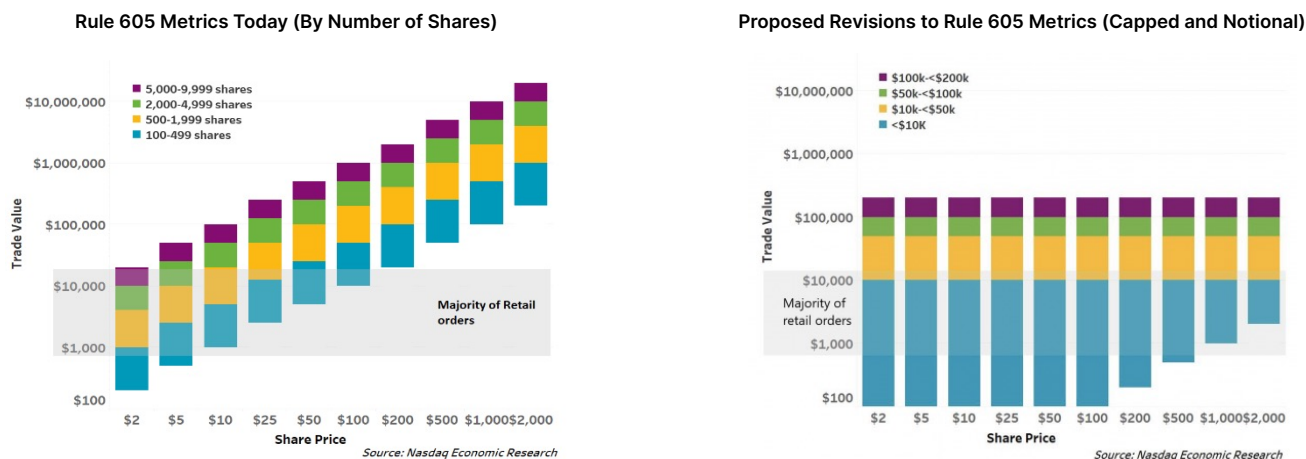 Rule 605 Metrics Today (By Number of Shares)
5,000-9,999 shares
2,000-4,999 shares
500-1,999 shares
100-499 shares
Trade Value
$10,000,000
$1,000,000
$100,000
$10,000
$1,000
$100
Majority of Retail
orders
$2 $5 $10 $25 $50 $100 $200 $500 $1,000 $2,000
Share Price
Source: Nasdaq Economic Research
Proposed Revisions to Rule 605 Metrics (Capped and Notional)
$100k-<$200k
$50k-<$100k
$10k-<$50k
<$10K
Trade Value
$10,000,000
$1,000,000
$100,000
$10,000
$1,000
$100
Majority of
retail orders
$2 $5 $10 $25 $50 $100 $200 $500 $1,000 $2,000
Share Price
Source: Nasdaq Economic Research